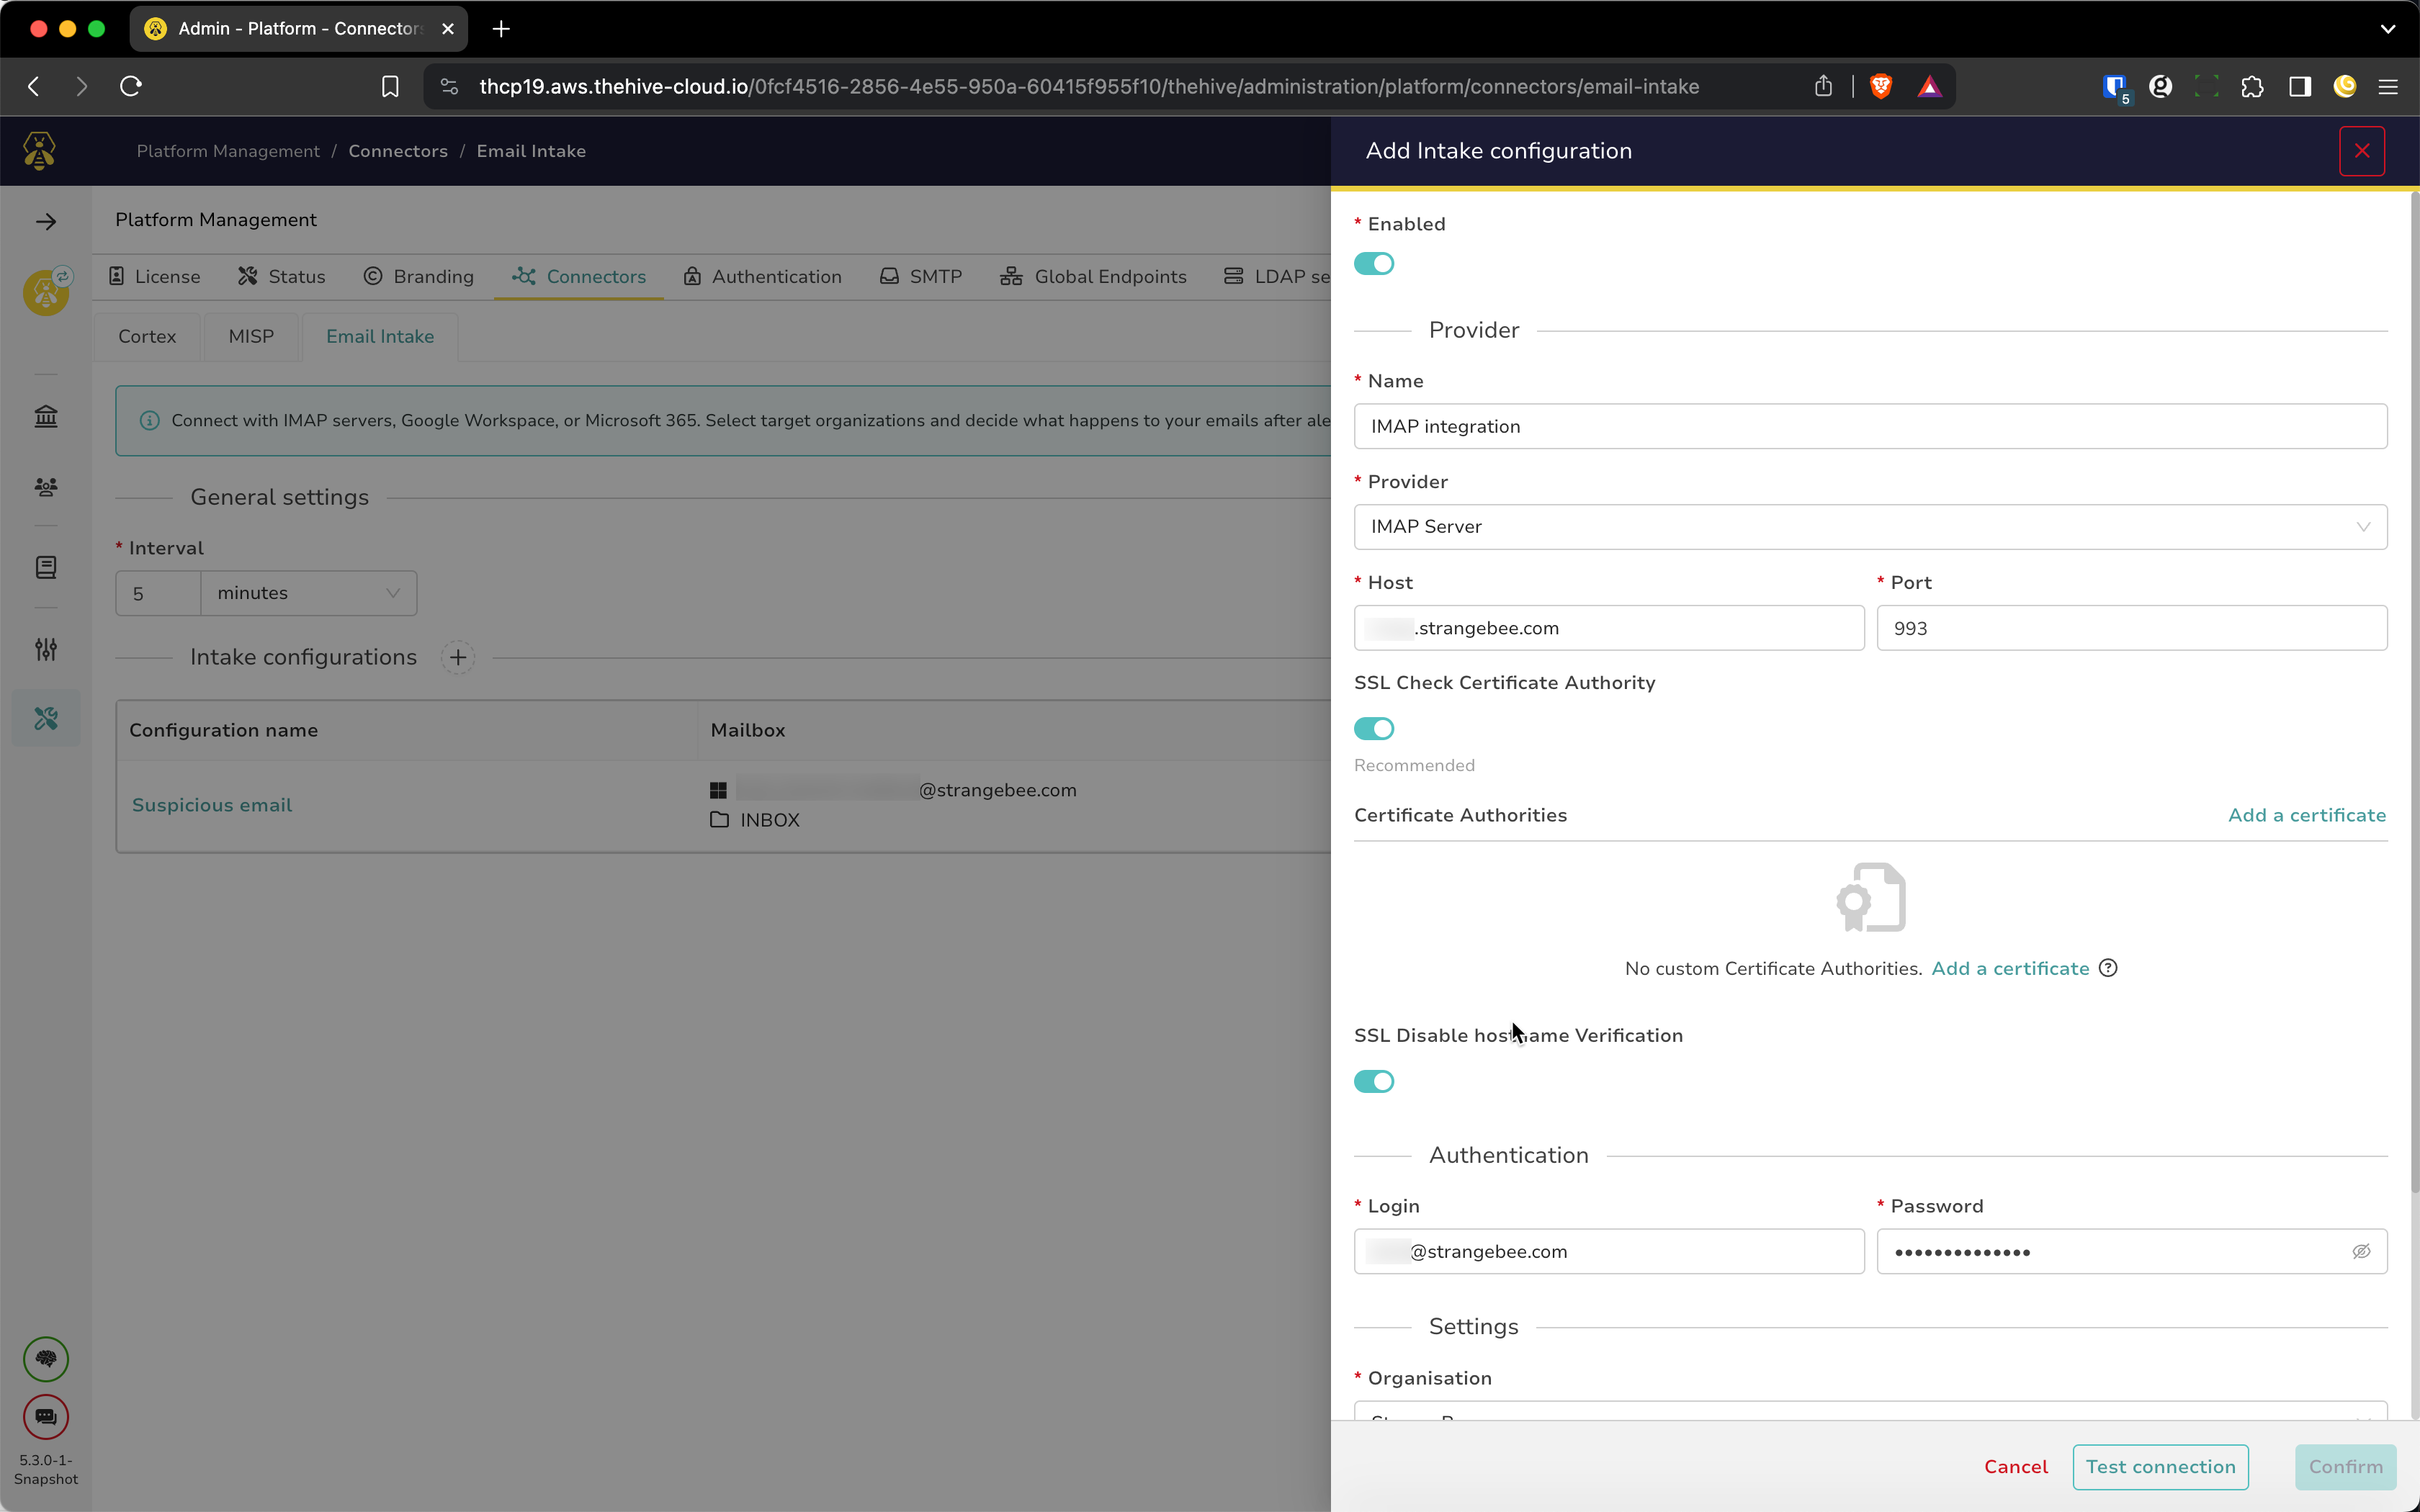 Admin - Platform - Connectors
thcp19.aws.thehive-cloud.io/0fcf4516-2856-4e55-950a-60415f955f10/thehive/administration/platform/connectors/email-intake
5
Platform Management / Connectors / Email Intake
Platform Management
License Status Branding Connectors Authentication SMTP Global Endpoints LDAP se
Cortex MISP Email Intake
Connect with IMAP servers, Google Workspace, or Microsoft 365. Select target organizations and decide what happens to your emails after ale
General settings
* Interval
5 minutes
Intake configurations
Configuration name Mailbox
Suspicious email
@strangebee.com
INBOX
5.3.0-1-
Snapshot
Add Intake configuration
* Enabled
Provider
* Name
IMAP integration
* Provider
IMAP Server
* Host * Port
.strangebee.com 993
SSL Check Certificate Authority
Recommended
Certificate Authorities Add a certificate
No custom Certificate Authorities. Add a certificate
SSL Disable hostname Verification
Authentication
* Login * Password
@strangebee.com ••••••••••••••
Settings
* Organisation
Cancel Test connection Confirm